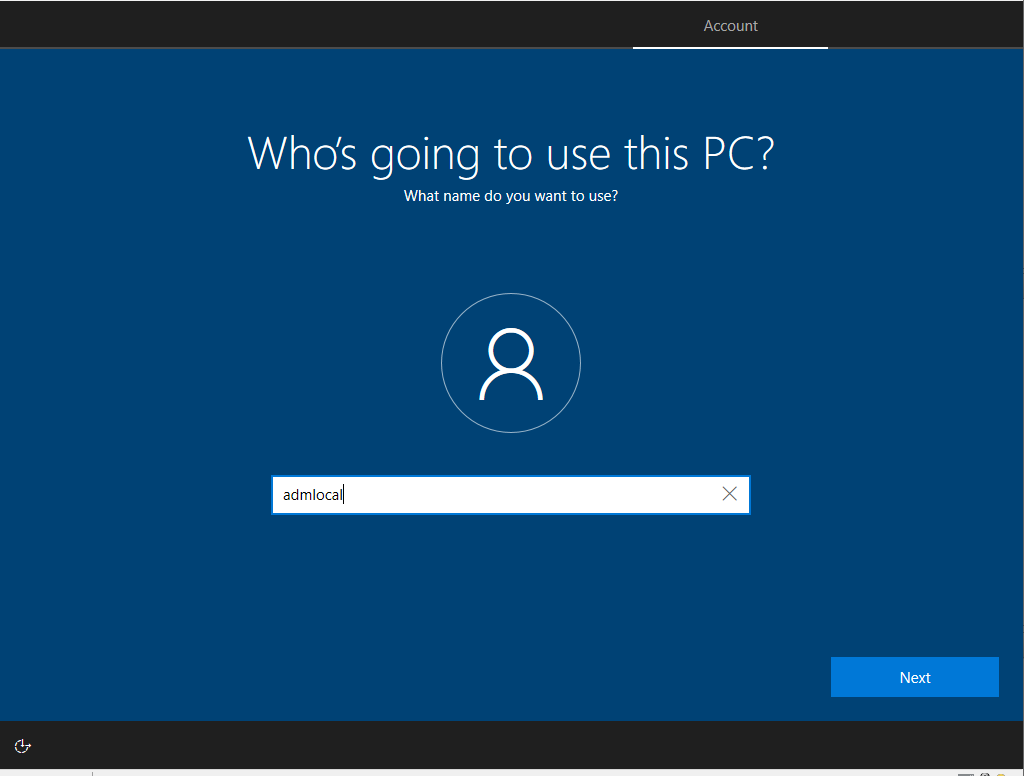 Account
Who's going to use this PC?
What name do you want to use?
admlocal
Next